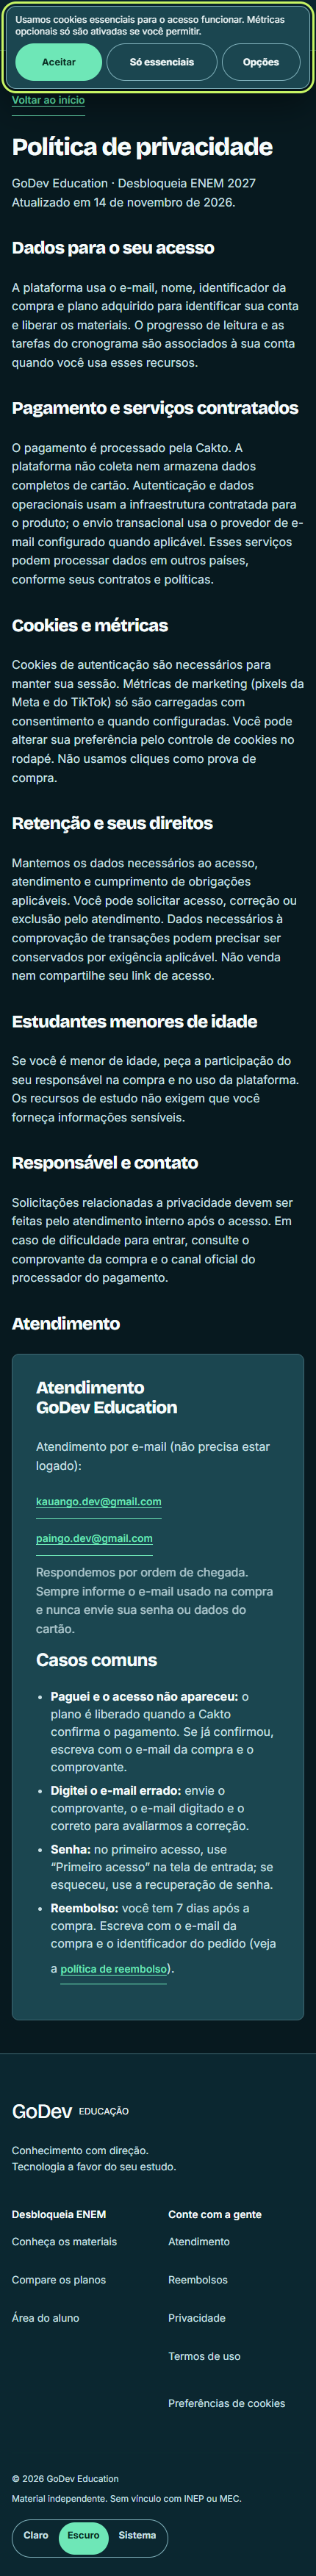 Usamos cookies essenciais para o acesso funcionar. Métricas
opcionais só são ativadas se você permitir.
Aceitar
Só essenciais
Opções
Voltar ao início
Política de privacidade
GoDev Education · Desbloqueia ENEM 2027
Atualizado em 14 de novembro de 2026.
Dados para o seu acesso
A plataforma usa o e-mail, nome, identificador da
compra e plano adquirido para identificar sua conta
e liberar os materiais. O progresso de leitura e as
tarefas do cronograma são associados à sua conta
quando você usa esses recursos.
Pagamento e serviços contratados
O pagamento é processado pela Cakto. A
plataforma não coleta nem armazena dados
completos de cartão. Autenticação e dados
operacionais usam a infraestrutura contratada para
o produto; o envio transacional usa o provedor de e-
mail configurado quando aplicável. Esses serviços
podem processar dados em outros países,
conforme seus contratos e políticas.
Cookies e métricas
Cookies de autenticação são necessários para
manter sua sessão. Métricas de marketing (pixels da
Meta e do TikTok) só são carregadas com
consentimento e quando configuradas. Você pode
alterar sua preferência pelo controle de cookies no
rodapé. Não usamos cliques como prova de
compra.
Retenção e seus direitos
Mantemos os dados necessários ao acesso,
atendimento e cumprimento de obrigações
aplicáveis. Você pode solicitar acesso, correção ou
exclusão pelo atendimento. Dados necessários à
comprovação de transações podem precisar ser
conservados por exigência aplicável. Não venda
nem compartilhe seu link de acesso.
Estudantes menores de idade
Se você é menor de idade, peça a participação do
seu responsável na compra e no uso da plataforma.
Os recursos de estudo não exigem que você
forneça informações sensíveis.
Responsável e contato
Solicitações relacionadas a privacidade devem ser
feitas pelo atendimento interno após o acesso. Em
caso de dificuldade para entrar, consulte o
comprovante da compra e o canal oficial do
processador do pagamento.
Atendimento
Atendimento
GoDev Education
Atendimento por e-mail (não precisa estar
logado):
kauango.dev@gmail.com
paingo.dev@gmail.com
Respondemos por ordem de chegada.
Sempre informe o e-mail usado na compra
e nunca envie sua senha ou dados do
cartão.
Casos comuns
• Paguei e o acesso não apareceu: o
plano é liberado quando a Cakto
confirma o pagamento. Se já confirmou,
escreva com o e-mail da compra e o
comprovante.
• Digitei o e-mail errado: envie o
comprovante, o e-mail digitado e o
correto para avaliarmos a correção.
• Senha: no primeiro acesso, use
“Primeiro acesso” na tela de entrada; se
esqueceu, use a recuperação de senha.
• Reembolso: você tem 7 dias após a
compra. Escreva com o e-mail da
compra e o identificador do pedido (veja
a política de reembolso).
GoDev EDUCAÇÃO
Conhecimento com direção.
Tecnologia a favor do seu estudo.
Desbloqueia ENEM
Conheça os materiais
Compare os planos
Área do aluno
Conte com a gente
Atendimento
Reembolsos
Privacidade
Termos de uso
Preferências de cookies
© 2026 GoDev Education
Material independente. Sem vínculo com INEP ou MEC.
Claro
Escuro
Sistema